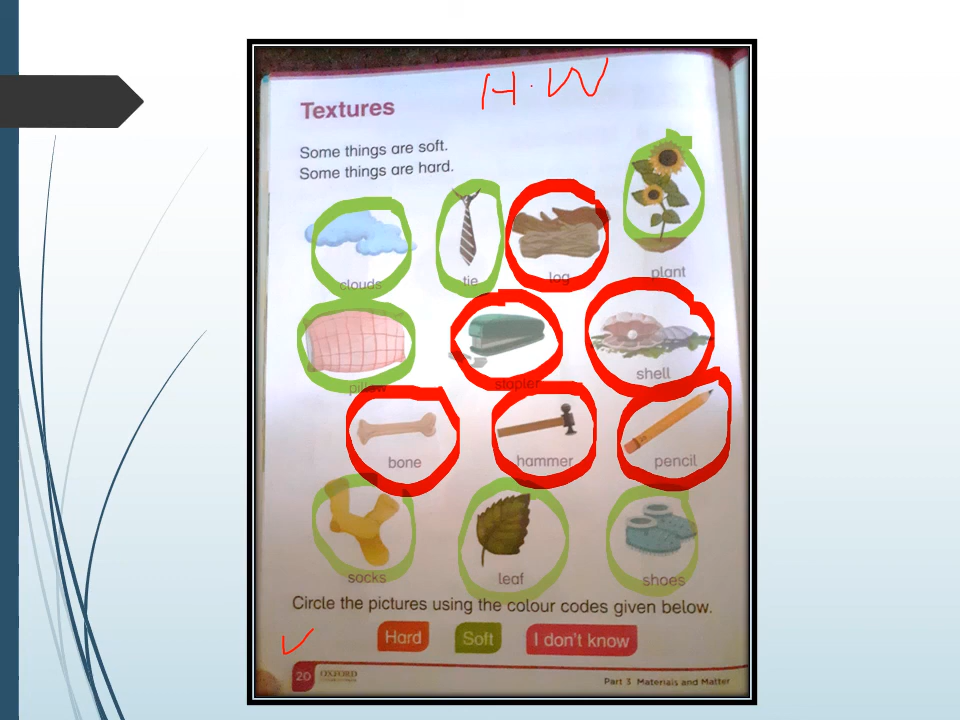 H.W
Textures
Some things are soft.
Some things are hard.
clouds
tie
log
plant
pillow
stapler
shell
bone
hammer
pencil
socks
leaf
shoes
Circle the pictures using the colour codes given below.
Hard
Soft
I don't know
20
OXFORD
Part 3 Materials and Matter